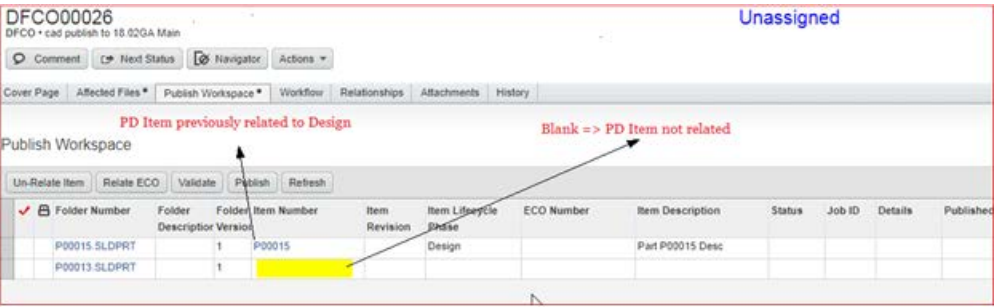 DFCO00026
Unassigned
DFCO • cad publish to 18.02GA Main
Comment Next Status Navigator Actions
Cover Page Affected Files Publish Workspace Workflow Relationships Attachments History
PD Item previously related to Design
Blank => PD Item not related
Publish Workspace
Un-Relate Item Relate ECO Validate Publish Refresh
Folder Number Folder Description Folder Version Item Number Item Revision Item Lifecycle Phase ECO Number Item Description Status Job ID Details Published
P00015.SLDPRT 1 P00015 Design Part P00015 Desc
P00013.SLDPRT 1